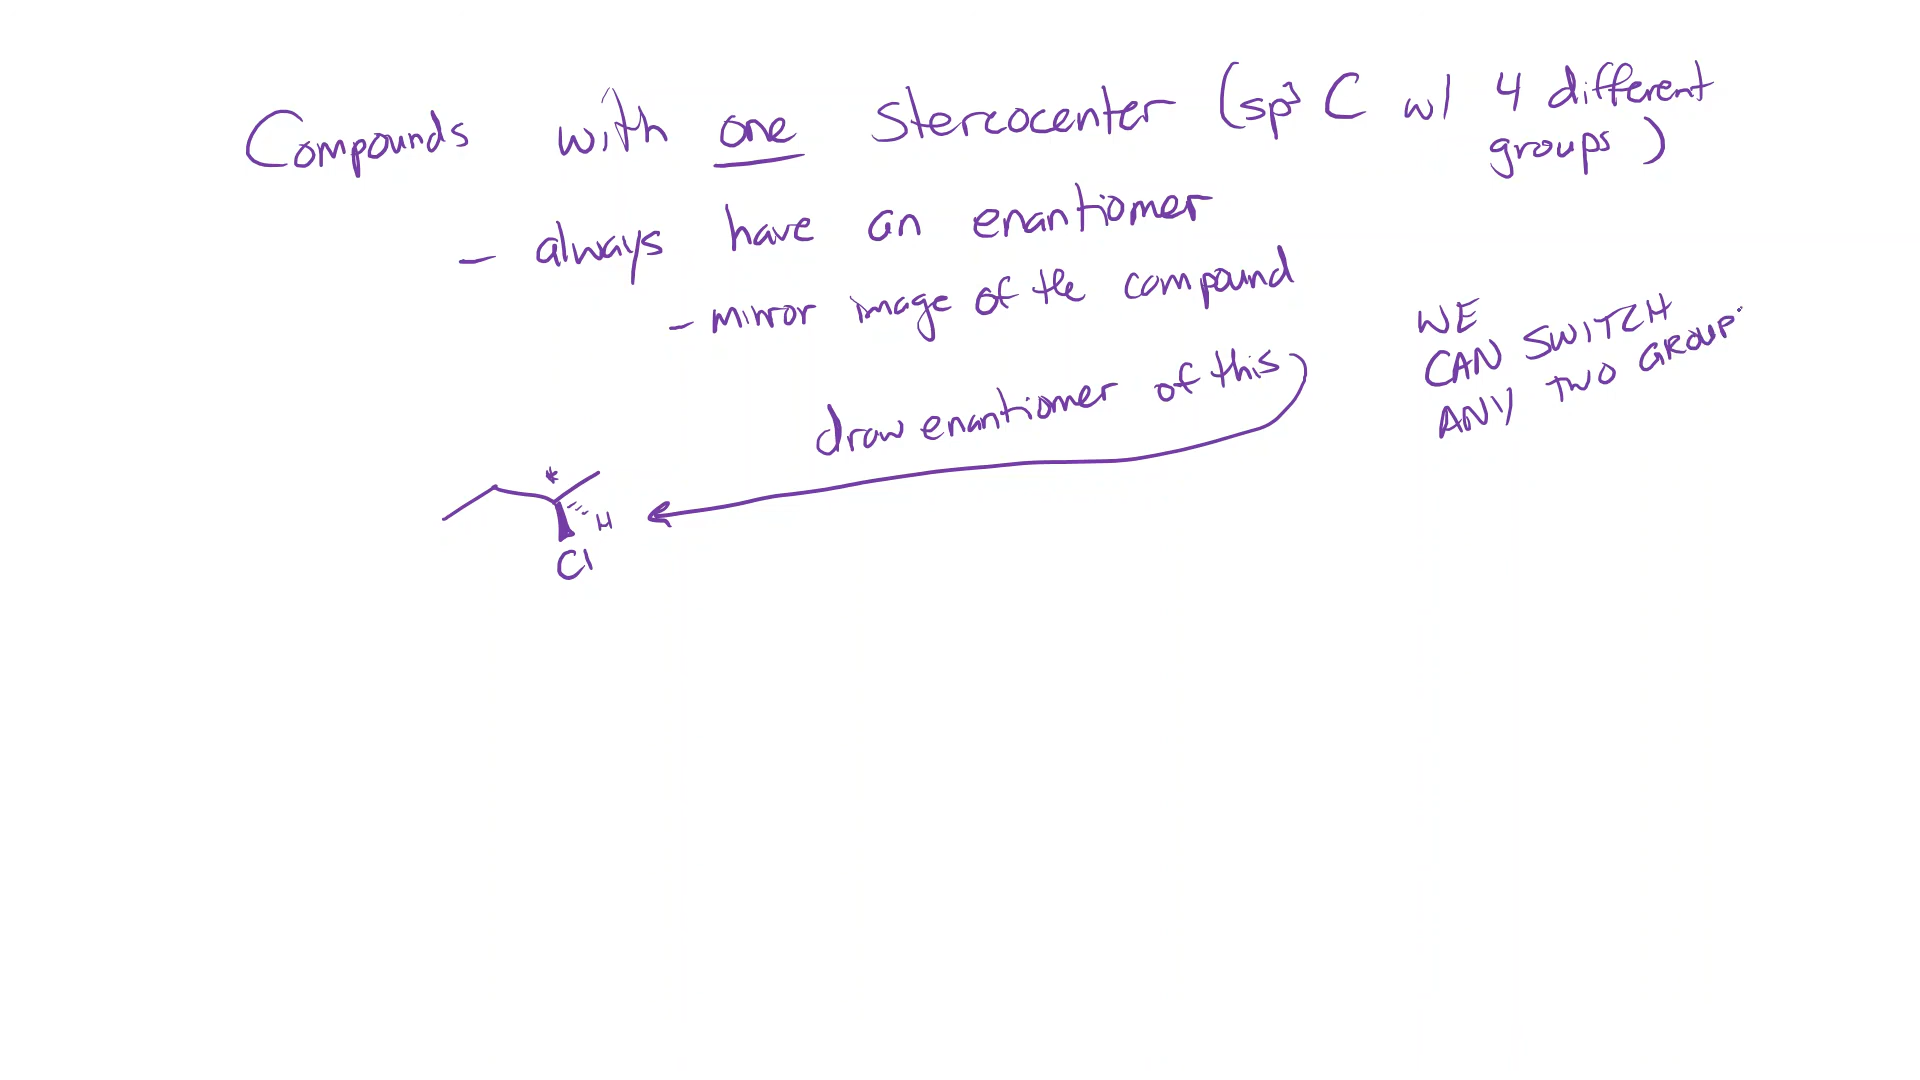 Compounds with one stereocenter (sp³ C w/ 4 different
groups)
- always have an enantiomer
- mirror image of the compound
WE
CAN SWITCH
ANY TWO GROUP
draw enantiomer of this
*
H
Cl